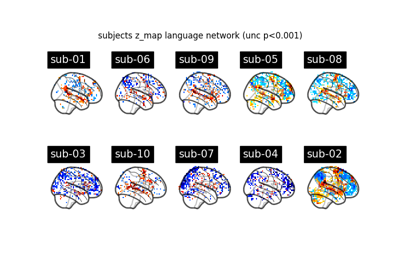 subjects z_map language network (unc p<0.001)
sub-01 sub-06 sub-09 sub-05 sub-08
sub-03 sub-10 sub-07 sub-04 sub-02